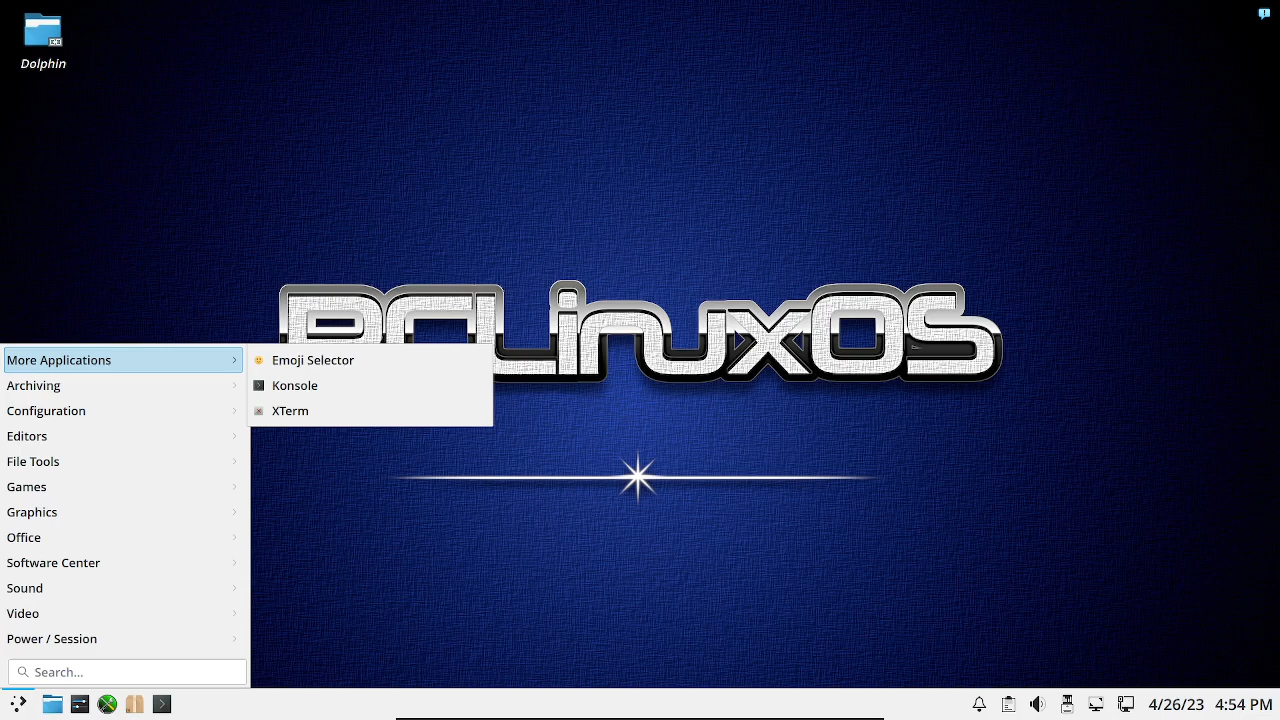 Dolphin
PCLinuxOS
More Applications
Archiving
Configuration
Editors
File Tools
Games
Graphics
Office
Software Center
Sound
Video
Power / Session
Search...
Emoji Selector
Konsole
XTerm
4/26/23 4:54 PM